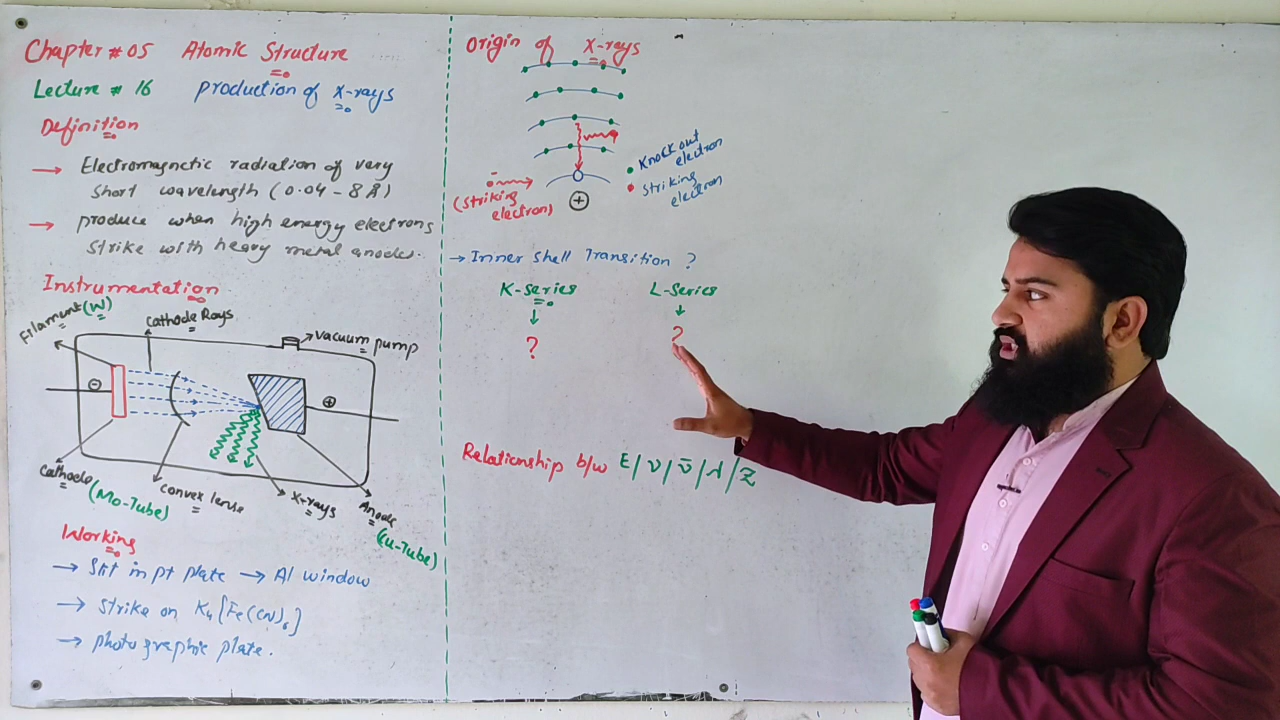 Chapter # 05 Atomic Structure
Lecture # 16 production of X-rays
Definition
→ Electromagnetic radiation of very
short wavelength (0.04 - 8 Å)
→ produce when high energy electrons
strike with heavy metal anodes.
Instrumentation
Filament (W)
Cathode Rays
vacuum pump
⊖
⊕
Cathode
(Mo-Tube)
convex lense
X-rays
Anode
(Cu-Tube)
Working
→ Slit in pt plate → Al window
→ Strike on K4[Fe(CN)6]
→ photographic plate.
Origin of X-rays
• Knock out
electron
• Striking
electron
(Striking
electron)
⊕
→ Inner Shell Transition ?
K-series L-Series
↓ ↓
? ?
Relationship b/w E/ν/ν̄/λ/Z